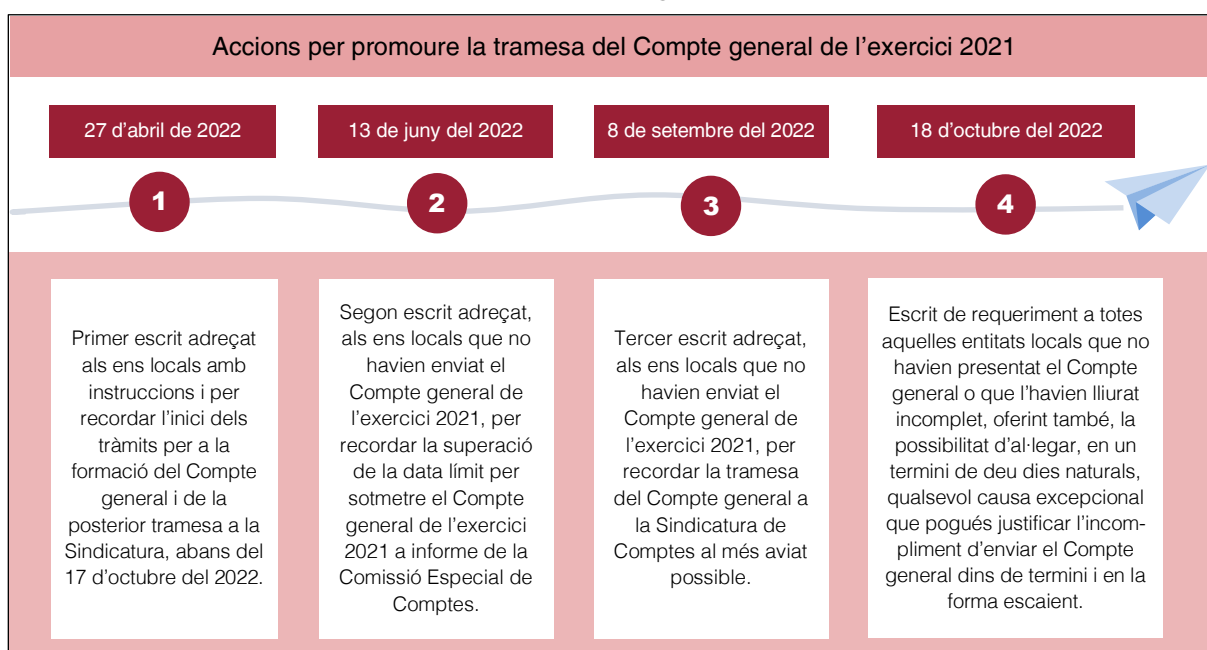 Accions per promoure la tramesa del Compte general de l'exercici 2021
27 d'abril de 2022
13 de juny del 2022
8 de setembre del 2022
18 d'octubre del 2022
1
2
3
4
Primer escrit adreçat
als ens locals amb
instruccions i per
recordar l'inici dels
tràmits per a la
formació del Compte
general i de la
posterior tramesa a la
Sindicatura, abans del
17 d'octubre del 2022.
Segon escrit adreçat,
als ens locals que no
havien enviat el
Compte general de
l'exercici 2021, per
recordar la superació
de la data límit per
sotmetre el Compte
general de l'exercici
2021 a informe de la
Comissió Especial de
Comptes.
Tercer escrit adreçat,
als ens locals que no
havien enviat el
Compte general de
l'exercici 2021, per
recordar la tramesa
del Compte general a
la Sindicatura de
Comptes al més aviat
possible.
Escrit de requeriment a totes
aquelles entitats locals que no
havien presentat el Compte
general o que l'havien lliurat
incomplet, oferint també, la
possibilitat d'al·legar, en un
termini de deu dies naturals,
qualsevol causa excepcional
que pogués justificar l'incom-
pliment d'enviar el Compte
general dins de termini i en la
forma escaient.